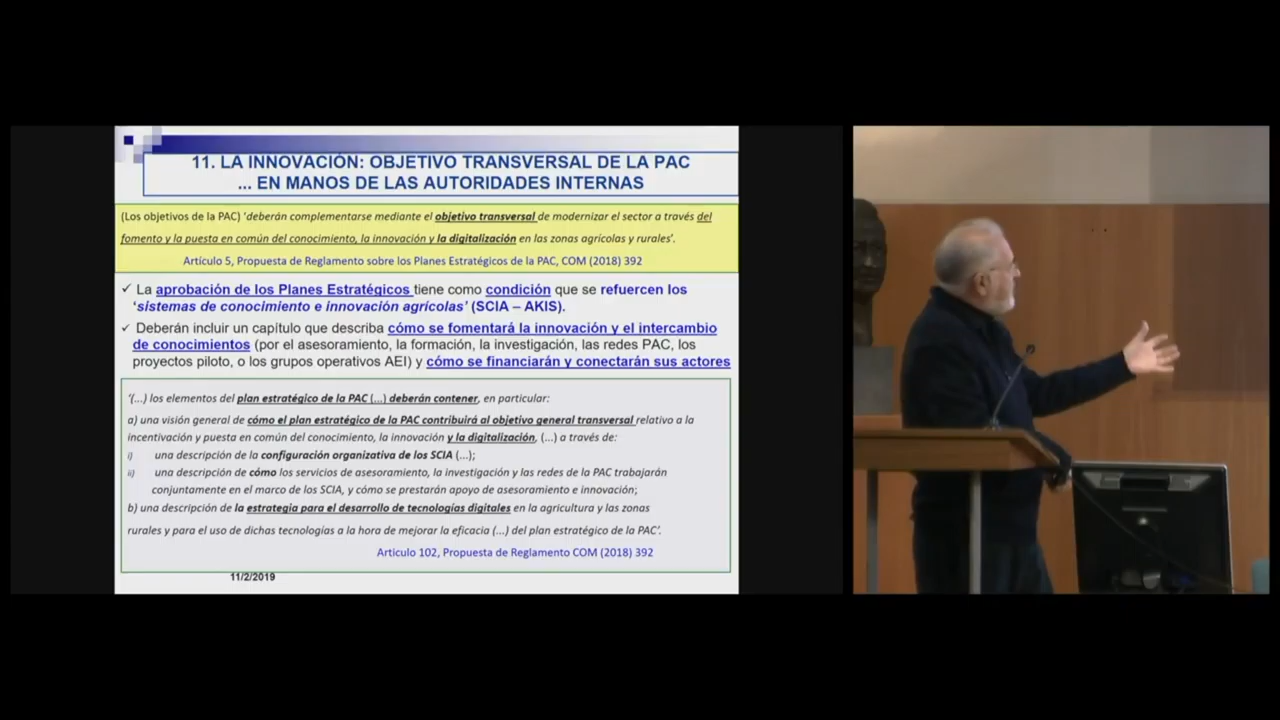 11. LA INNOVACIÓN: OBJETIVO TRANSVERSAL DE LA PAC
... EN MANOS DE LAS AUTORIDADES INTERNAS
(Los objetivos de la PAC) 'deberán complementarse mediante el objetivo transversal de modernizar el sector a través del
fomento y la puesta en común del conocimiento, la innovación y la digitalización en las zonas agrícolas y rurales'.
Artículo 5, Propuesta de Reglamento sobre los Planes Estratégicos de la PAC, COM (2018) 392
✓ La aprobación de los Planes Estratégicos tiene como condición que se refuercen los
'sistemas de conocimiento e innovación agrícolas' (SCIA – AKIS).
✓ Deberán incluir un capítulo que describa cómo se fomentará la innovación y el intercambio
de conocimientos (por el asesoramiento, la formación, la investigación, las redes PAC, los
proyectos piloto, o los grupos operativos AEI) y cómo se financiarán y conectarán sus actores
'(...) los elementos del plan estratégico de la PAC (...) deberán contener, en particular:
a) una visión general de cómo el plan estratégico de la PAC contribuirá al objetivo general transversal relativo a la
incentivación y puesta en común del conocimiento, la innovación y la digitalización, (...) a través de:
i) una descripción de la configuración organizativa de los SCIA (...);
ii) una descripción de cómo los servicios de asesoramiento, la investigación y las redes de la PAC trabajarán
conjuntamente en el marco de los SCIA, y cómo se prestarán apoyo de asesoramiento e innovación;
b) una descripción de la estrategia para el desarrollo de tecnologías digitales en la agricultura y las zonas
rurales y para el uso de dichas tecnologías a la hora de mejorar la eficacia (...) del plan estratégico de la PAC'.
Artículo 102, Propuesta de Reglamento COM (2018) 392
11/2/2019